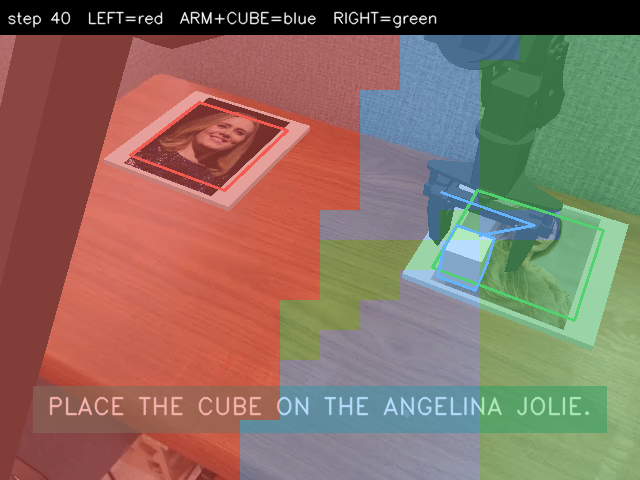 step 40 LEFT=red ARM+CUBE=blue RIGHT=green
PLACE THE CUBE ON THE ANGELINA JOLIE.